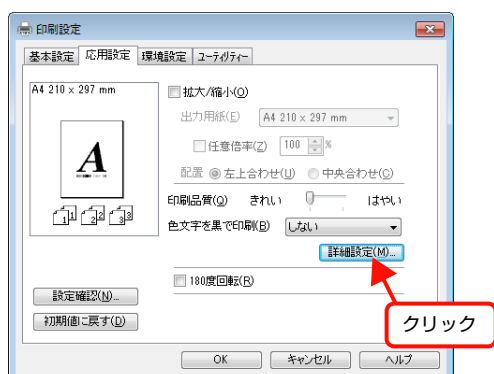 印刷設定
基本設定 応用設定 環境設定 ユーティリティー
A4 210 x 297 mm
A
1 1 2 2 3 3
拡大/縮小(O)
出力用紙(E) A4 210 x 297 mm
任意倍率(Z) 100 %
配置 左上合わせ(U) 中央合わせ(C)
印刷品質(Q) きれい はやい
色文字を黒で印刷(B) しない
詳細設定(M)...
180度回転(R)
設定確認(N)...
初期値に戻す(D)
クリック
OK キャンセル ヘルプ